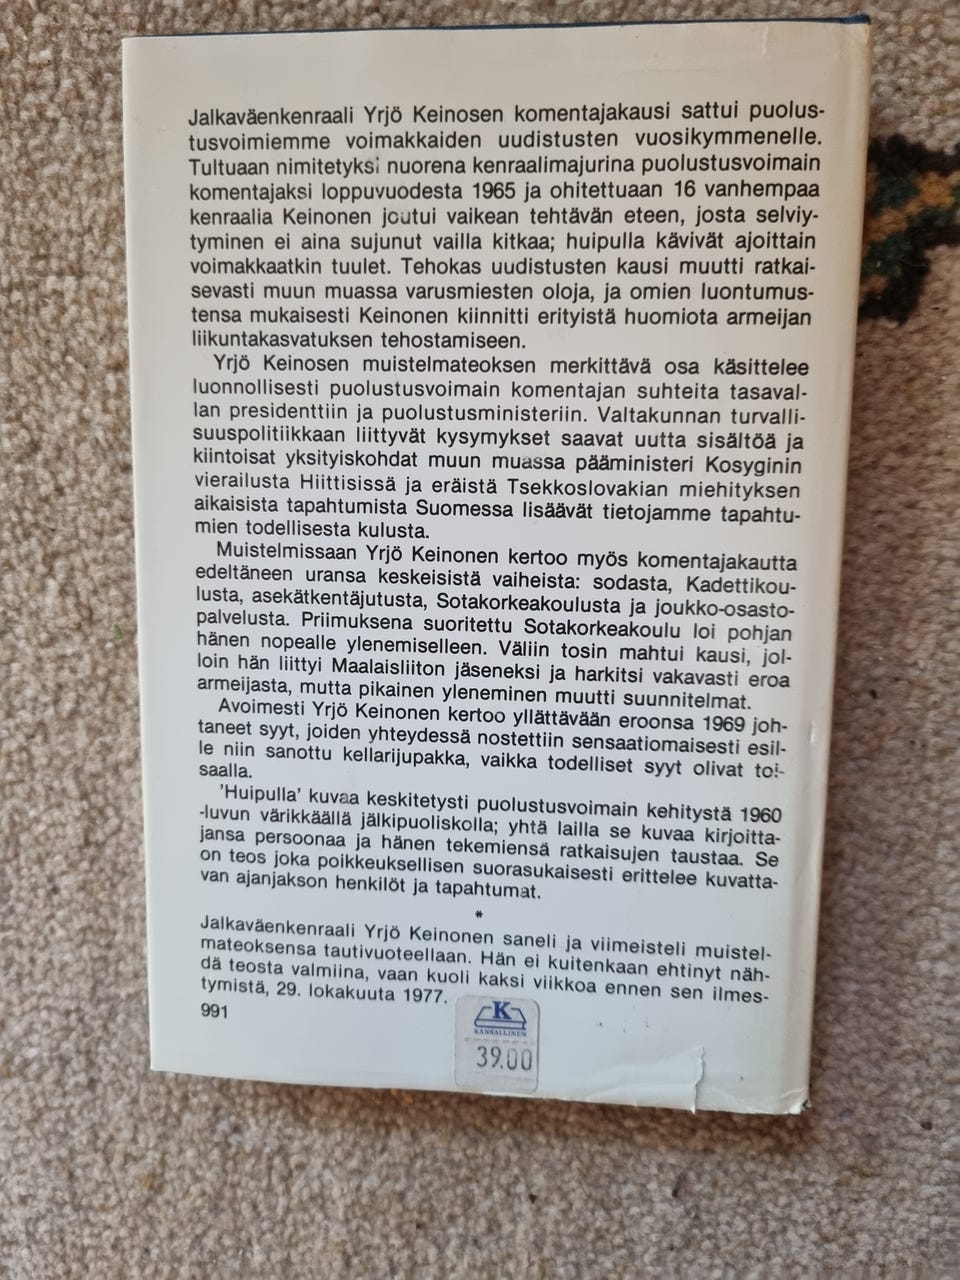 Jalkaväenkenraali Yrjö Keinosen komentajakausi sattui puolus-
tusvoimiemme voimakkaiden uudistusten vuosikymmenelle.
Tultuaan nimitetyksi nuorena kenraalimajurina puolustusvoimain
komentajaksi loppuvuodesta 1965 ja ohitettuaan 16 vanhempaa
kenraalia Keinonen joutui vaikean tehtävän eteen, josta selviy-
tyminen ei aina sujunut vailla kitkaa; huipulla kävivät ajoittain
voimakkaatkin tuulet. Tehokas uudistusten kausi muutti ratkai-
sevasti muun muassa varusmiesten oloja, ja omien luontumus-
tensa mukaisesti Keinonen kiinnitti erityistä huomiota armeijan
liikuntakasvatuksen tehostamiseen.
Yrjö Keinosen muistelmateoksen merkittävä osa käsittelee
luonnollisesti puolustusvoimain komentajan suhteita tasaval-
lan presidenttiin ja puolustusministeriin. Valtakunnan turvalli-
suuspolitiikkaan liittyvät kysymykset saavat uutta sisältöä ja
kiintoisat yksityiskohdat muun muassa pääministeri Kosyginin
vierailusta Hiittisissä ja eräistä Tsekkoslovakian miehityksen
aikaisista tapahtumista Suomessa lisäävät tietojamme tapahtu-
mien todellisesta kulusta.
Muistelmissaan Yrjö Keinonen kertoo myös komentajakautta
edeltäneen uransa keskeisistä vaiheista: sodasta, Kadettikou-
lusta, asekätkentäjutusta, Sotakorkeakoulusta ja joukko-osasto-
palvelusta. Priimuksena suoritettu Sotakorkeakoulu loi pohjan
hänen nopealle ylenemiselleen. Väliin tosin mahtui kausi, jol-
loin hän liittyi Maalaisliiton jäseneksi ja harkitsi vakavasti eroa
armeijasta, mutta pikainen yleneminen muutti suunnitelmat.
Avoimesti Yrjö Keinonen kertoo yllättävään eroonsa 1969 joh-
taneet syyt, joiden yhteydessä nostettiin sensaatiomaisesti esil-
le niin sanottu kellarijupakka, vaikka todelliset syyt olivat toi-
saalla.
'Huipulla' kuvaa keskitetysti puolustusvoimain kehitystä 1960
-luvun värikkäällä jälkipuoliskolla; yhtä lailla se kuvaa kirjoitta-
jansa persoonaa ja hänen tekemiensä ratkaisujen taustaa. Se
on teos joka poikkeuksellisen suorasukaisesti erittelee kuvatta-
van ajanjakson henkilöt ja tapahtumat.
*
Jalkaväenkenraali Yrjö Keinonen saneli ja viimeisteli muistel-
mateoksensa tautivuoteellaan. Hän ei kuitenkaan ehtinyt näh-
dä teosta valmiina, vaan kuoli kaksi viikkoa ennen sen ilmes-
tymistä, 29. lokakuuta 1977.
991
K
KANSALLINEN
39.00